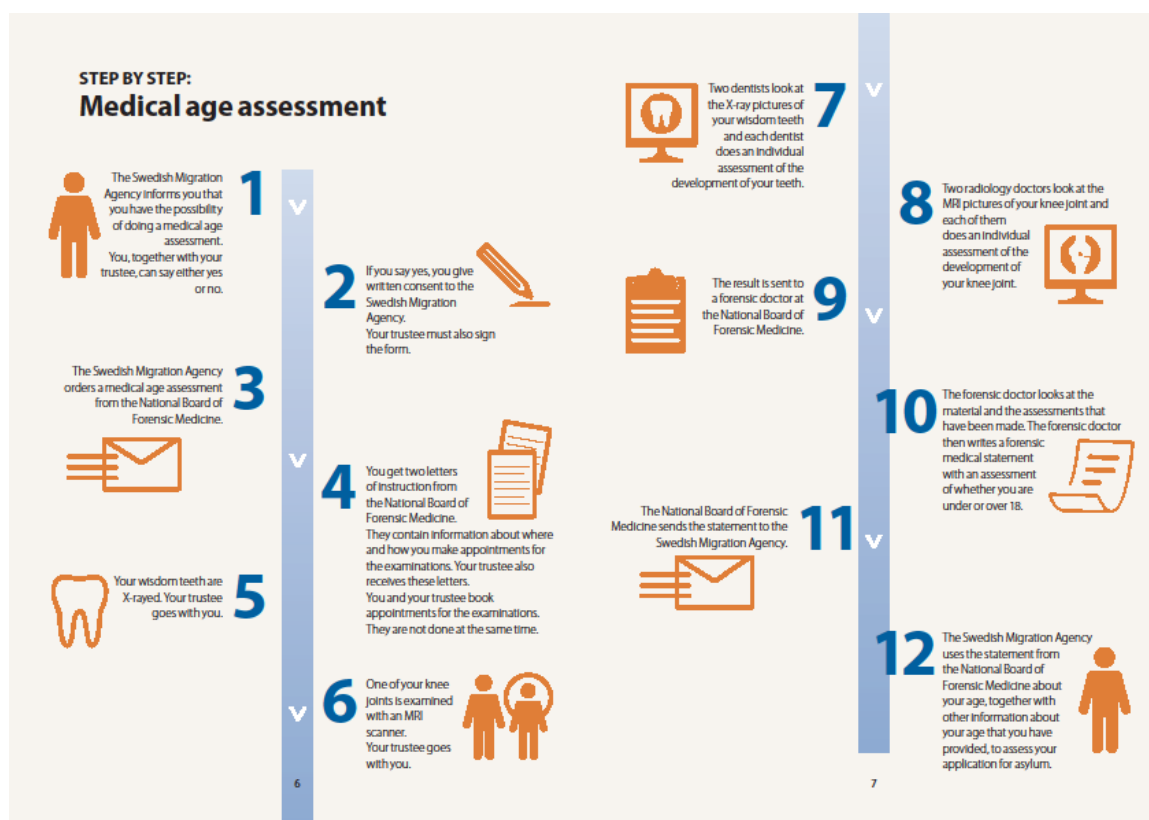 STEP BY STEP:
Medical age assessment
1
The Swedish Migration
Agency informs you that
you have the possibility
of doing a medical age
assessment.
You, together with your
trustee, can say either yes
or no.
2
If you say yes, you give
written consent to the
Swedish Migration
Agency.
Your trustee must also sign
the form.
3
The Swedish Migration Agency
orders a medical age assessment
from the National Board of
Forensic Medicine.
4
You get two letters
of instruction from
the National Board of
Forensic Medicine.
They contain information about where
and how you make appointments for
the examinations. Your trustee also
receives these letters.
You and your trustee book
appointments for the examinations.
They are not done at the same time.
5
Your wisdom teeth are
X-rayed. Your trustee
goes with you.
6
One of your knee
joints is examined
with an MRI
scanner.
Your trustee goes
with you.
6
7
Two dentists look at
the X-ray pictures of
your wisdom teeth
and each dentist
does an individual
assessment of the
development of your teeth.
8
Two radiology doctors look at the
MRI pictures of your knee joint and
each of them
does an individual
assessment of the
development of
your knee joint.
9
The result is sent to
a forensic doctor at
the National Board of
Forensic Medicine.
10
The forensic doctor looks at the
material and the assessments that
have been made. The forensic doctor
then writes a forensic
medical statement
with an assessment
of whether you are
under or over 18.
11
The National Board of Forensic
Medicine sends the statement to the
Swedish Migration Agency.
12
The Swedish Migration Agency
uses the statement from
the National Board of
Forensic Medicine about
your age, together with
other information about
your age that you have
provided, to assess your
application for asylum.
7